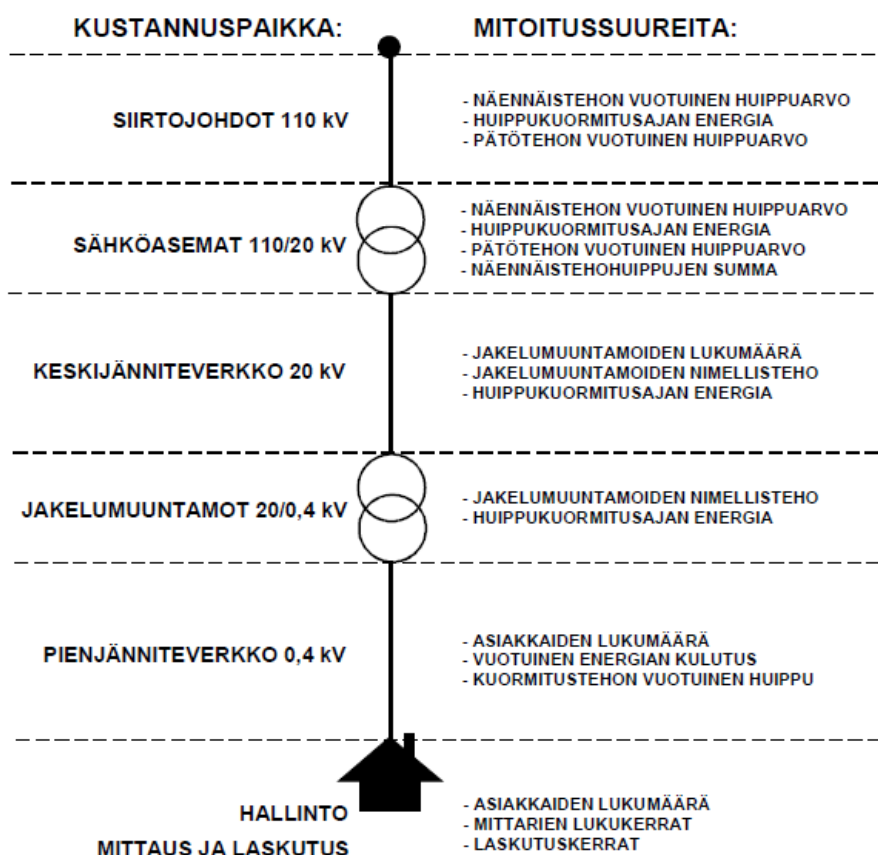 KUSTANNUSPAIKKA:
MITOITUSSUUREITA:
SIIRTOJOHDOT 110 kV
- NÄENNÄISTEHON VUOTUINEN HUIPPUARVO
- HUIPPUKUORMITUSAJAN ENERGIA
- PÄTÖTEHON VUOTUINEN HUIPPUARVO
SÄHKÖASEMAT 110/20 kV
- NÄENNÄISTEHON VUOTUINEN HUIPPUARVO
- HUIPPUKUORMITUSAJAN ENERGIA
- PÄTÖTEHON VUOTUINEN HUIPPUARVO
- NÄENNÄISTEHOHUIPPUJEN SUMMA
KESKIJÄNNITEVERKKO 20 kV
- JAKELUMUUNTAMOIDEN LUKUMÄÄRÄ
- JAKELUMUUNTAMOIDEN NIMELLISTEHO
- HUIPPUKUORMITUSAJAN ENERGIA
JAKELUMUUNTAMOT 20/0,4 kV
- JAKELUMUUNTAMOIDEN NIMELLISTEHO
- HUIPPUKUORMITUSAJAN ENERGIA
PIENJÄNNITEVERKKO 0,4 kV
- ASIAKKAIDEN LUKUMÄÄRÄ
- VUOTUINEN ENERGIAN KULUTUS
- KUORMITUSTEHON VUOTUINEN HUIPPU
HALLINTO
MITTAUS JA LASKUTUS
- ASIAKKAIDEN LUKUMÄÄRÄ
- MITTARIEN LUKUKERRAT
- LASKUTUSKERRAT